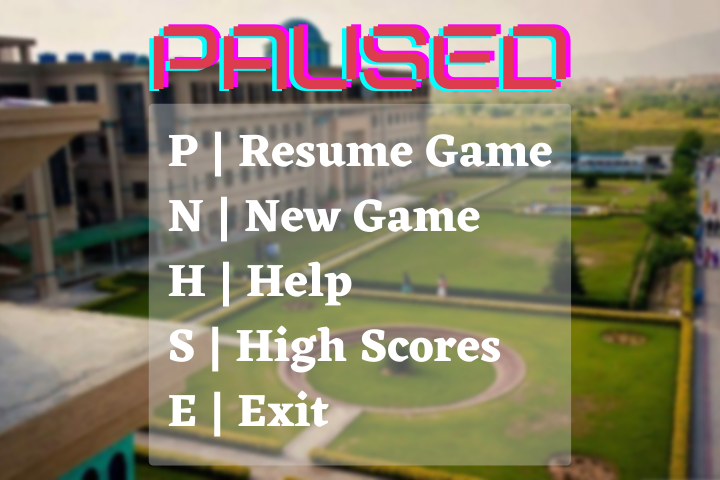 PAUSED
P | Resume Game
N | New Game
H | Help
S | High Scores
E | Exit